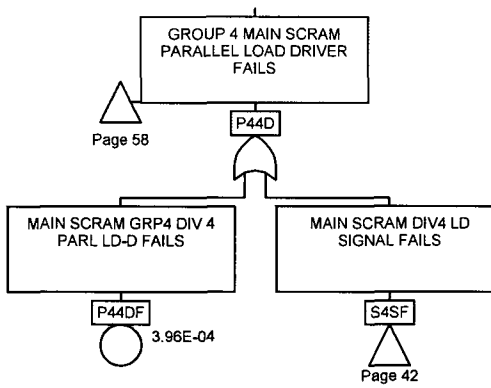 GROUP 4 MAIN SCRAM
PARALLEL LOAD DRIVER
FAILS
Page 58
P44D
MAIN SCRAM GRP4 DIV 4
PARL LD-D FAILS
P44DF
3.96E-04
MAIN SCRAM DIV4 LD
SIGNAL FAILS
S4SF
Page 42